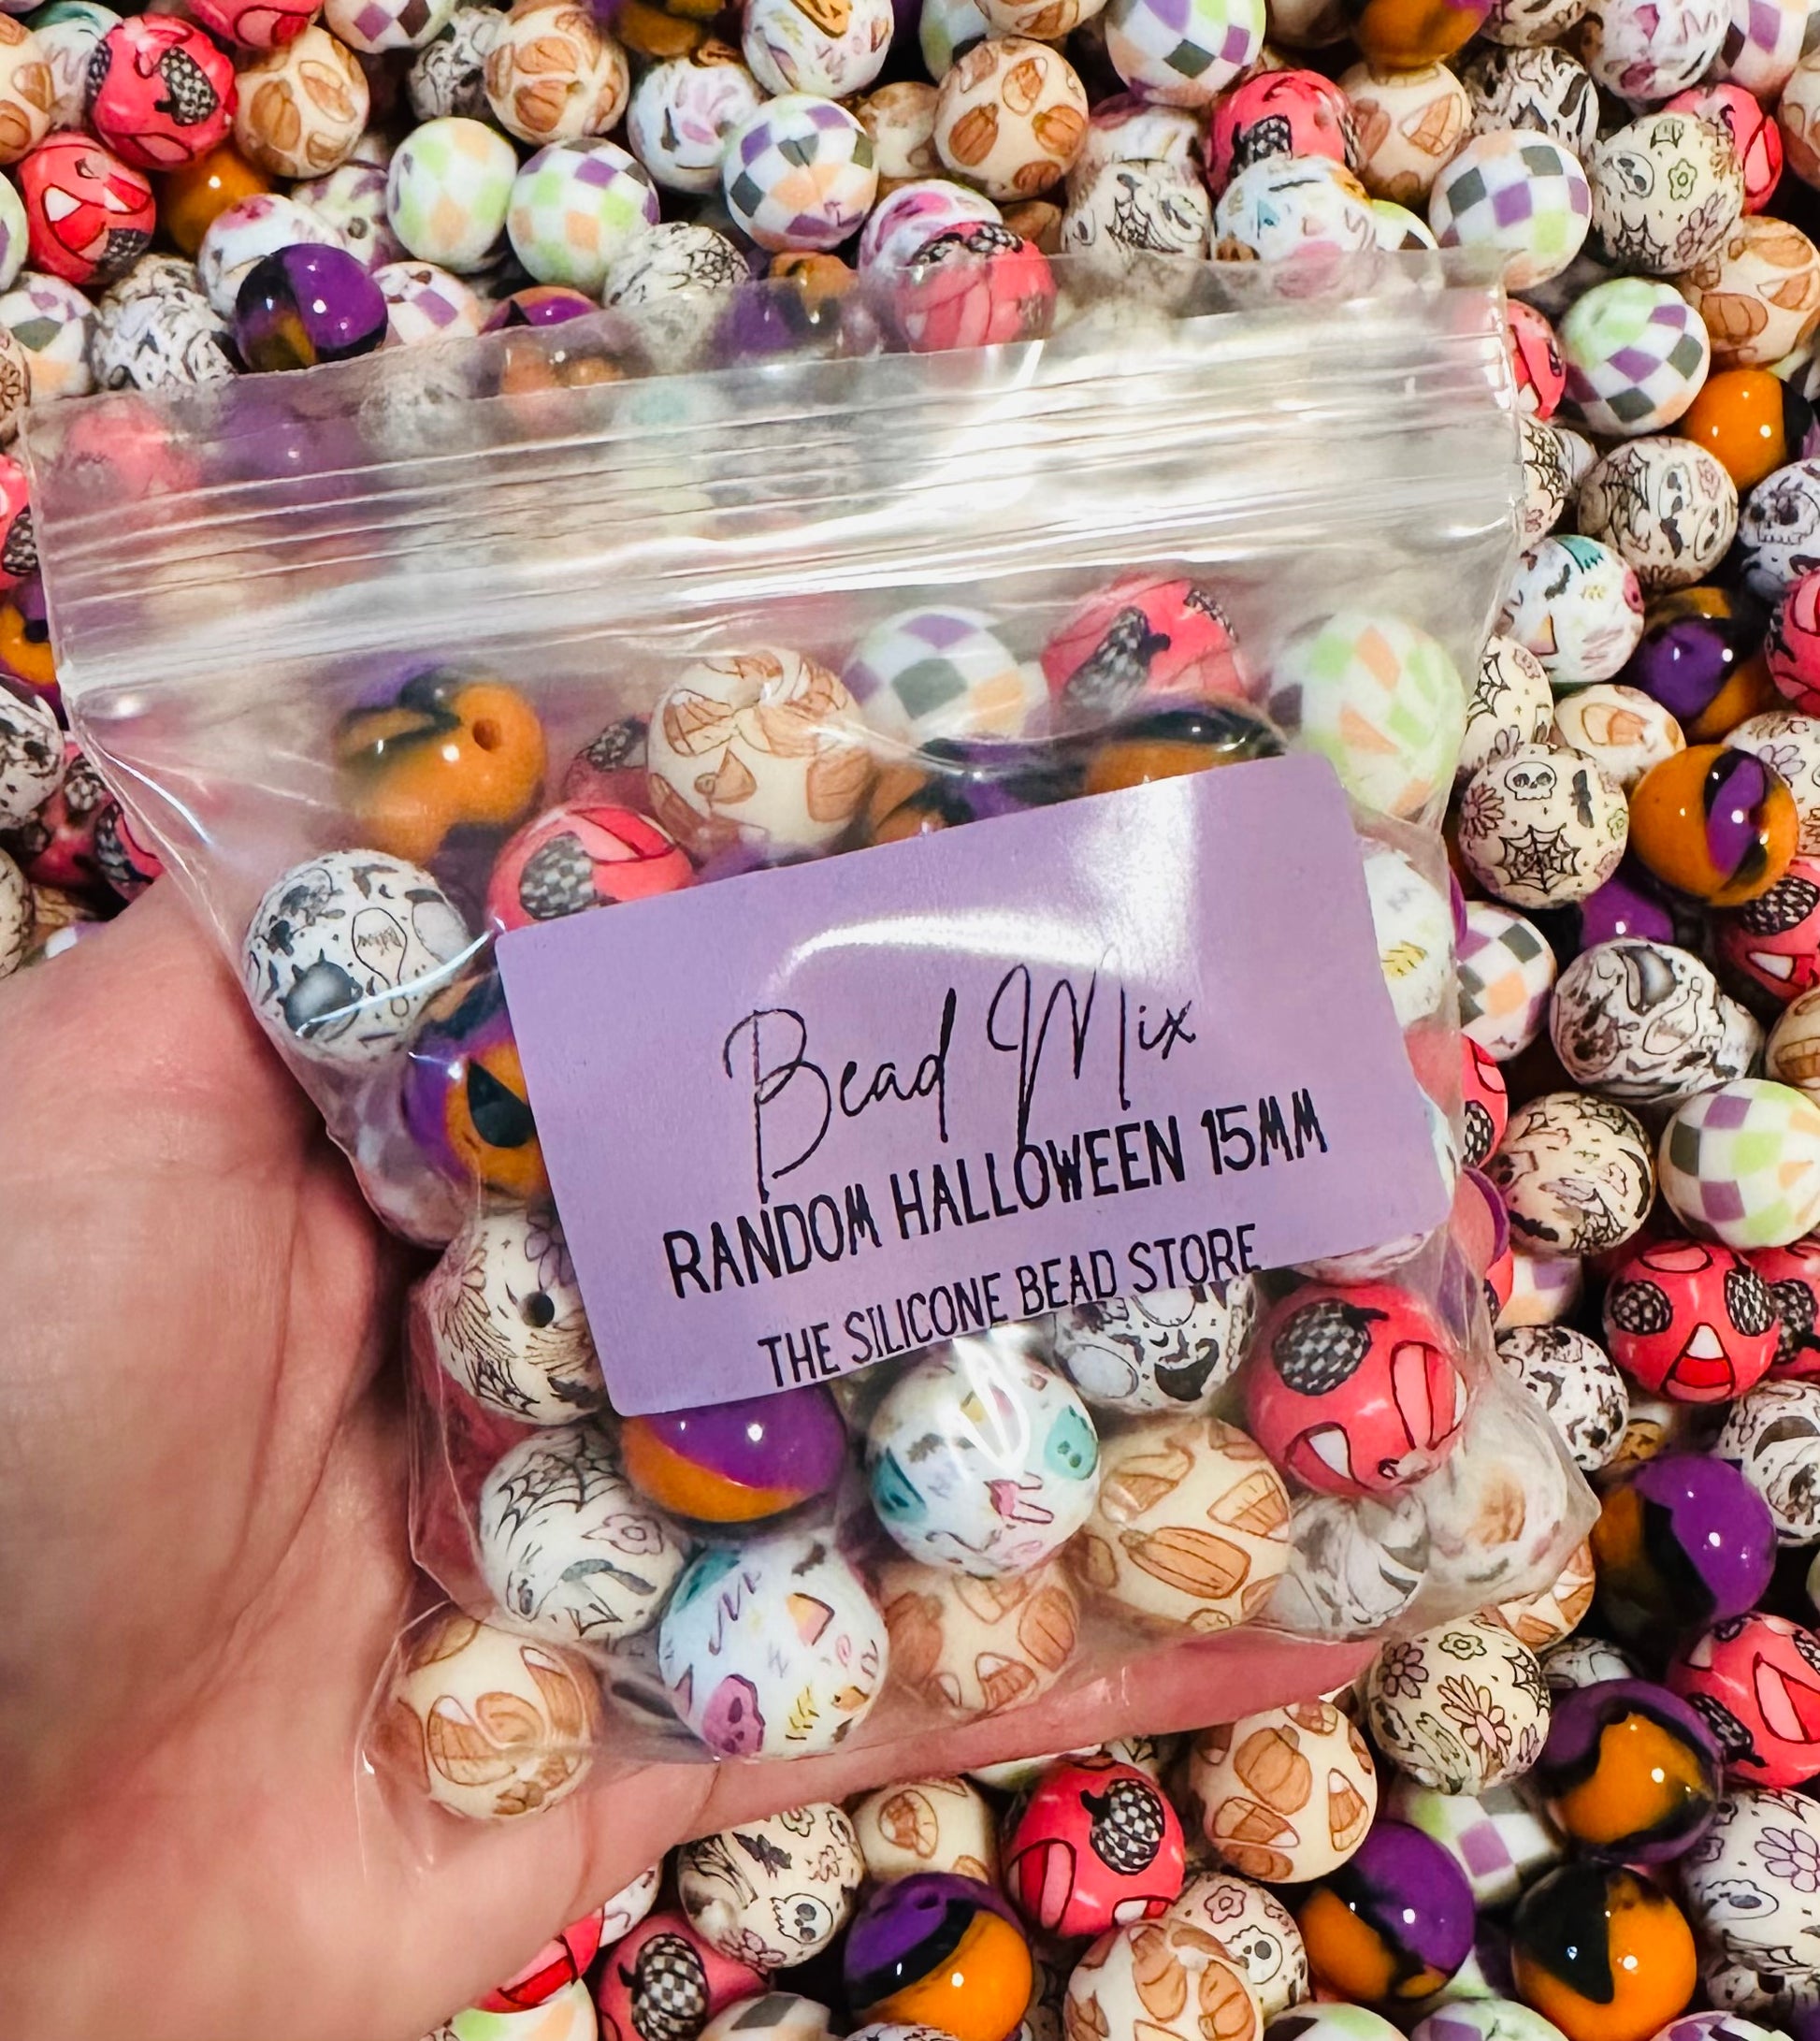 Bead Mix
RANDOM HALLOWEEN 15MM
THE SILICONE BEAD STORE